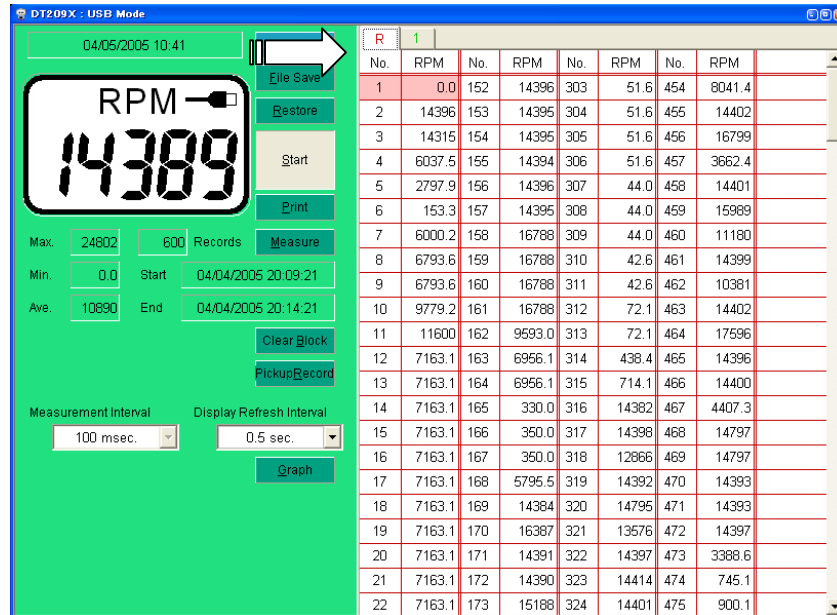 DT209X : USB Mode
04/05/2005 10:41
File Save
RPM
14389
Restore
Start
Print
Max. 24802 600 Records Measure
Min. 0.0 Start 04/04/2005 20:09:21
Ave. 10890 End 04/04/2005 20:14:21
Clear Block
PickupRecord
Measurement Interval Display Refresh Interval
100 msec. 0.5 sec.
Graph
R 1
No. RPM No. RPM No. RPM No. RPM
1 0.0 152 14396 303 51.6 454 8041.4
2 14396 153 14395 304 51.6 455 14402
3 14315 154 14395 305 51.6 456 16799
4 6037.5 155 14394 306 51.6 457 3662.4
5 2797.9 156 14396 307 44.0 458 14401
6 153.3 157 14395 308 44.0 459 15989
7 6000.2 158 16788 309 44.0 460 11180
8 6793.6 159 16788 310 42.6 461 14399
9 6793.6 160 16788 311 42.6 462 10381
10 9779.2 161 16788 312 72.1 463 14402
11 11600 162 9593.0 313 72.1 464 17596
12 7163.1 163 6956.1 314 438.4 465 14396
13 7163.1 164 6956.1 315 714.1 466 14400
14 7163.1 165 330.0 316 14382 467 4407.3
15 7163.1 166 350.0 317 14398 468 14797
16 7163.1 167 350.0 318 12866 469 14797
17 7163.1 168 5795.5 319 14392 470 14393
18 7163.1 169 14384 320 14795 471 14393
19 7163.1 170 16387 321 13576 472 14397
20 7163.1 171 14391 322 14397 473 3388.6
21 7163.1 172 14390 323 14414 474 745.1
22 7163.1 173 15188 324 14401 475 900.1